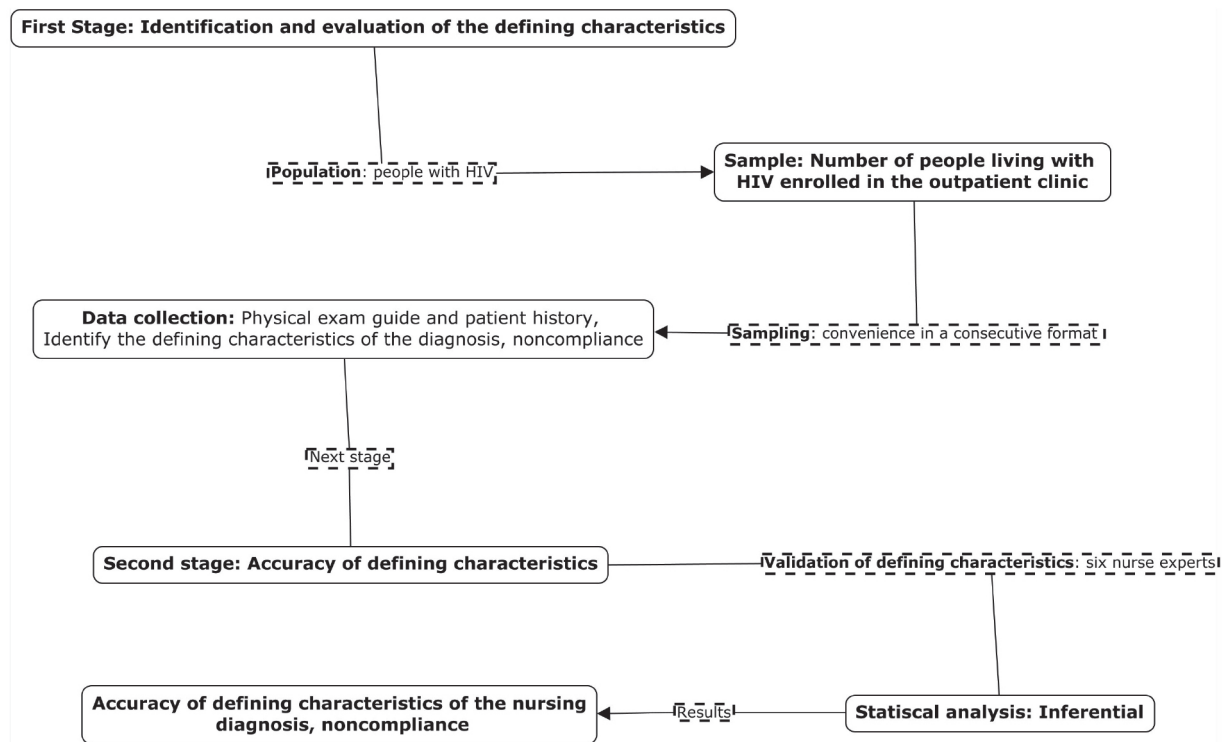 First Stage: Identification and evaluation of the defining characteristics
Population: people with HIV
Sample: Number of people living with
HIV enrolled in the outpatient clinic
Data collection: Physical exam guide and patient history,
Identify the defining characteristics of the diagnosis, noncompliance
Sampling: convenience in a consecutive format
Next stage
Second stage: Accuracy of defining characteristics
Validation of defining characteristics: six nurse experts
Accuracy of defining characteristics of the nursing
diagnosis, noncompliance
Results
Statiscal analysis: Inferential